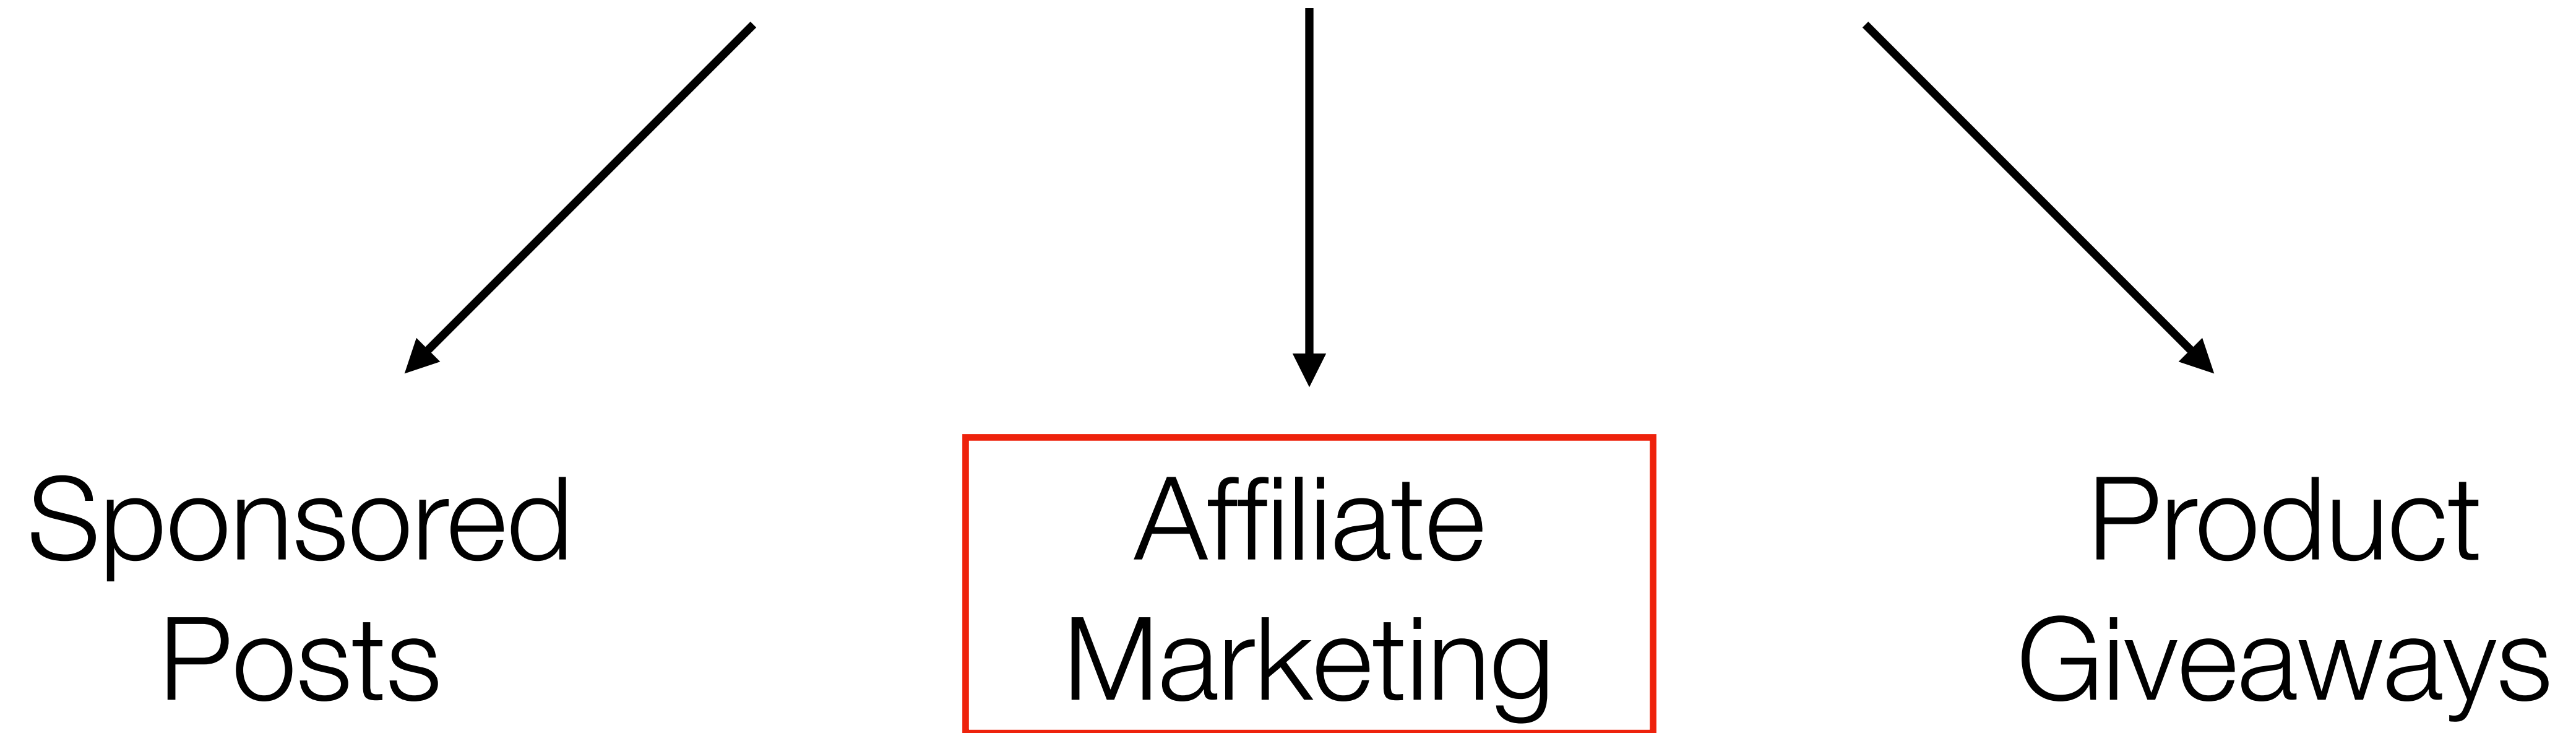 Sponsored
Posts
Affiliate
Marketing
Product
Giveaways